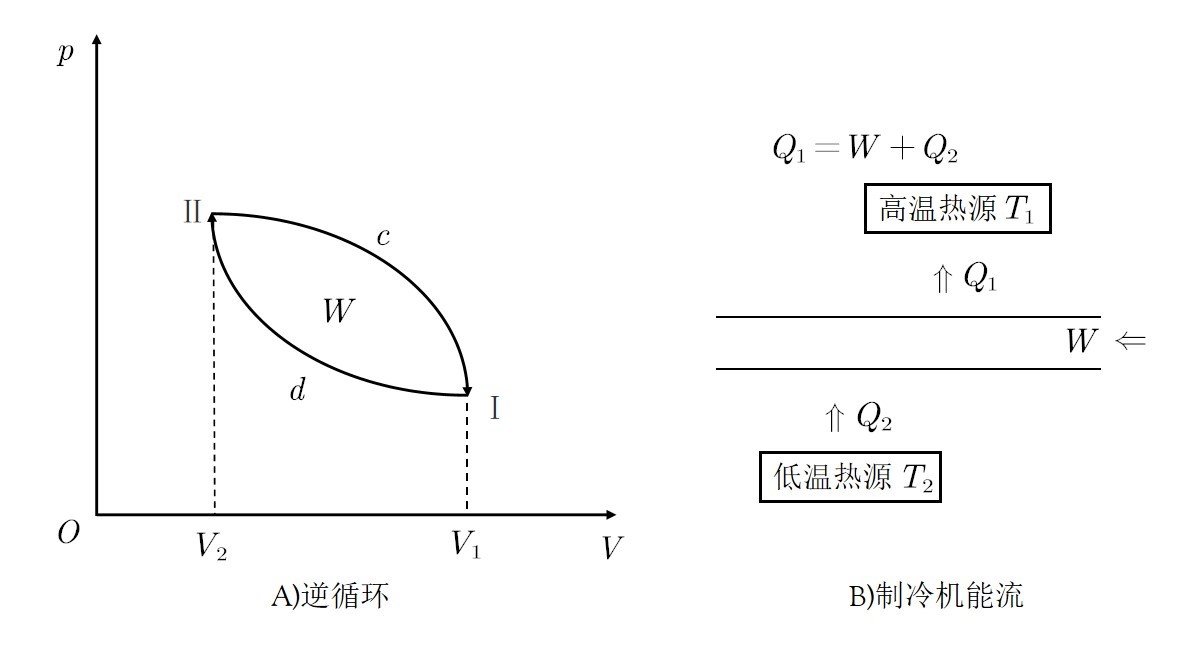 p
II
c
W
d
I
O
V₂
V₁
V
A)逆循环
Q₁=W+Q₂
高温热源 T₁
⇑ Q₁
W ⇐
⇑ Q₂
低温热源 T₂
B)制冷机能流